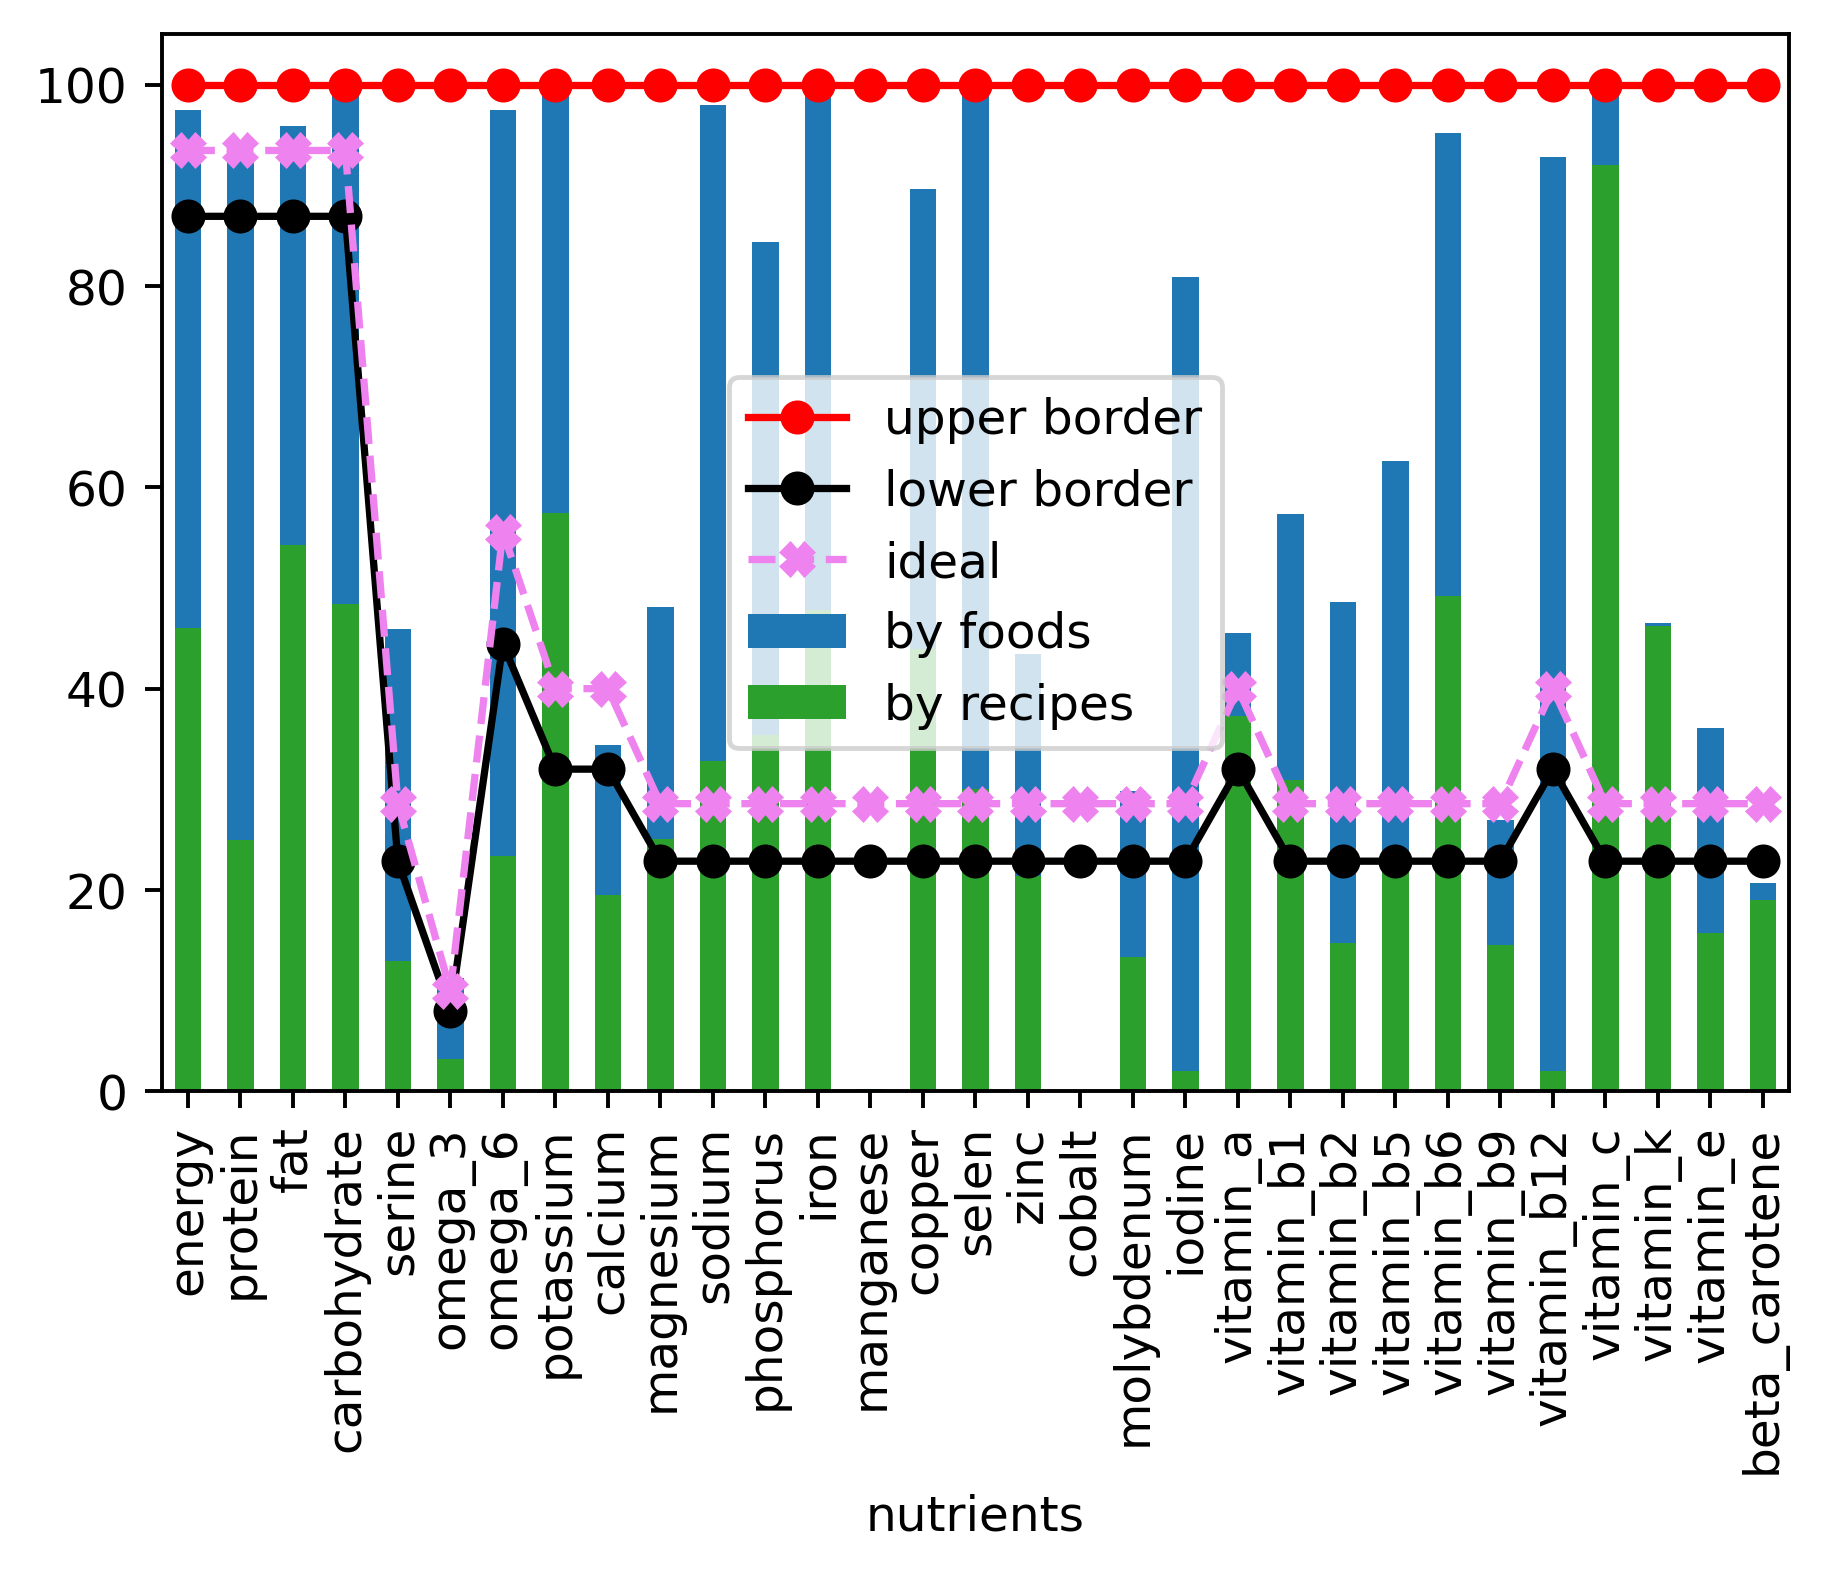 100
80
60
40
20
0
upper border
lower border
ideal
by foods
by recipes
energy
protein
fat
carbohydrate
serine
omega_3
omega_6
potassium
calcium
magnesium
sodium
phosphorus
iron
manganese
copper
selen
zinc
cobalt
molybdenum
iodine
vitamin_a
vitamin_b1
vitamin_b2
vitamin_b5
vitamin_b6
vitamin_b9
vitamin_b12
vitamin_c
vitamin_k
vitamin_e
beta_carotene
nutrients